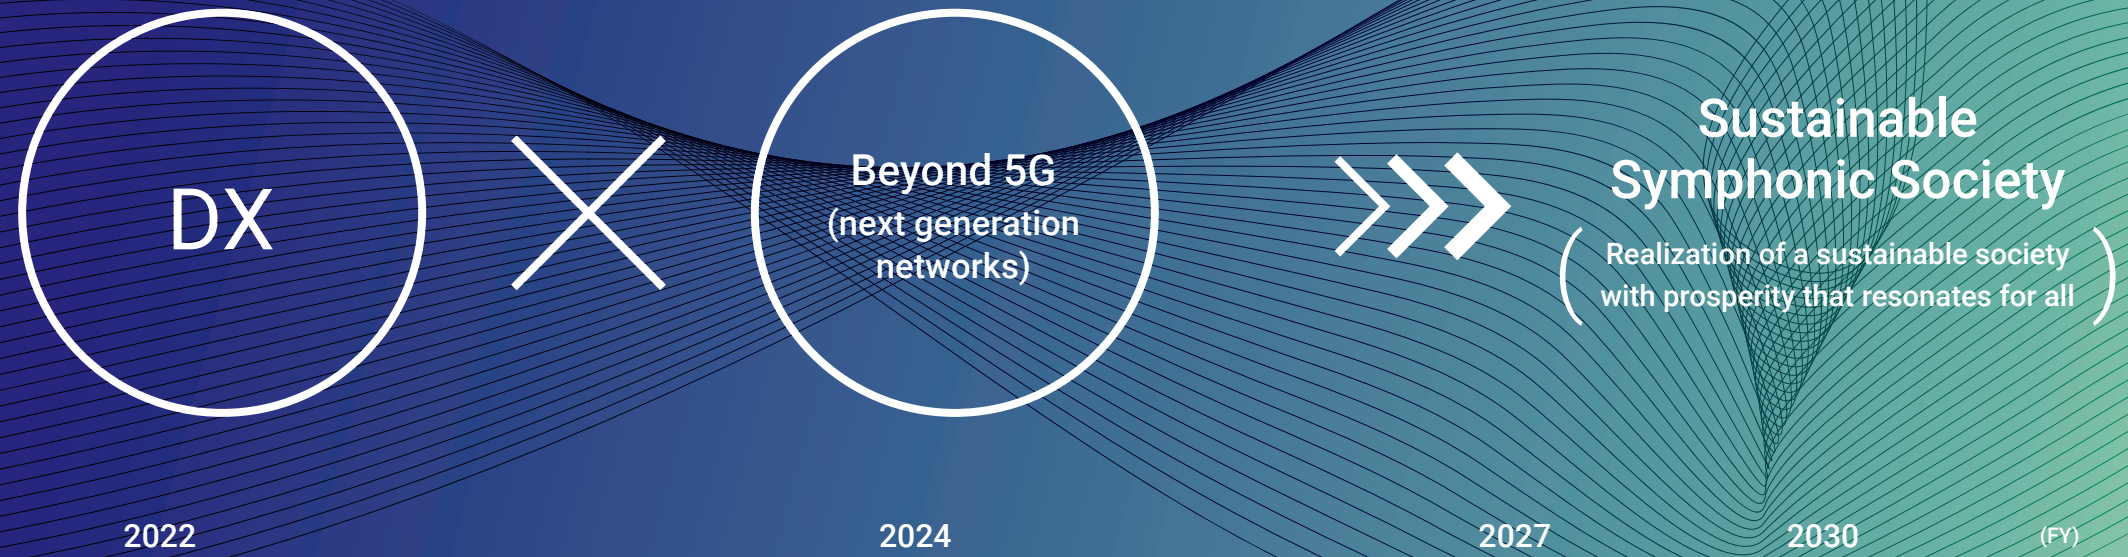 DX
Beyond 5G
(next generation
networks)
Sustainable
Symphonic Society
(Realization of a sustainable society
with prosperity that resonates for all)
2022
2024
2027
2030
(FY)